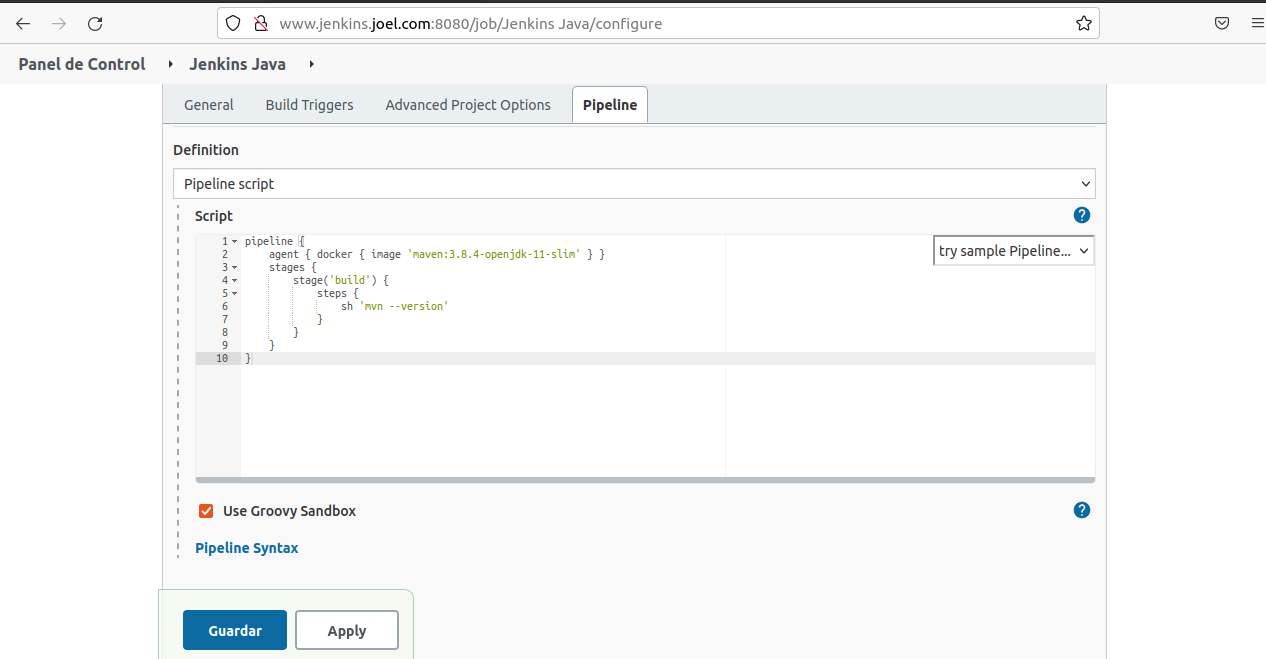 www.jenkins.joel.com:8080/job/Jenkins Java/configure
Panel de Control
Jenkins Java
General
Build Triggers
Advanced Project Options
Pipeline
Definition
Pipeline script
Script
try sample Pipeline...
1 pipeline {
2     agent { docker { image 'maven:3.8.4-openjdk-11-slim' } }
3     stages {
4         stage('build') {
5             steps {
6                 sh 'mvn --version'
7             }
8         }
9     }
10 }
Use Groovy Sandbox
Pipeline Syntax
Guardar
Apply